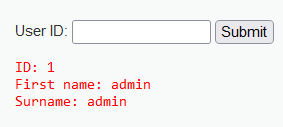 User ID: Submit
ID: 1
First name: admin
Surname: admin